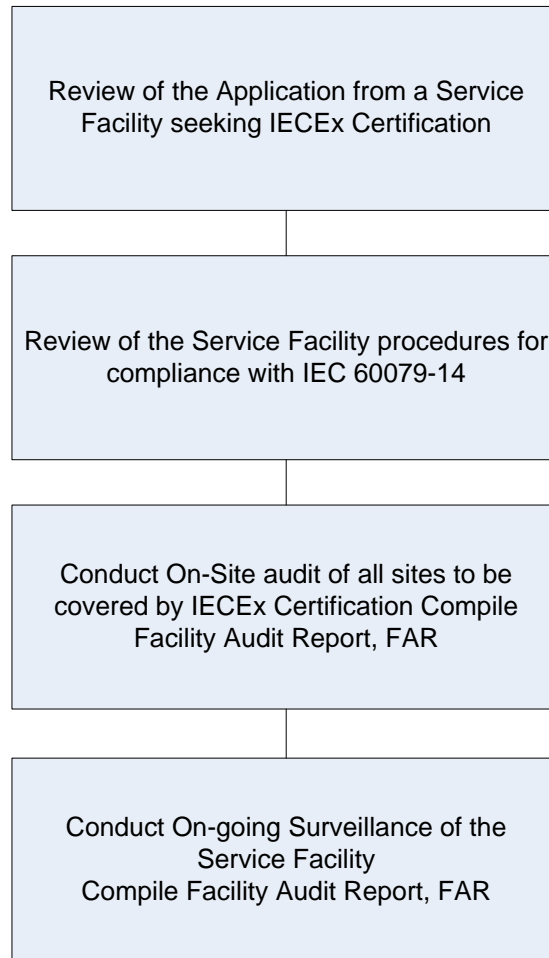 Review of the Application from a Service
Facility seeking IECEx Certification
Review of the Service Facility procedures for
compliance with IEC 60079-14
Conduct On-Site audit of all sites to be
covered by IECEx Certification Compile
Facility Audit Report, FAR
Conduct On-going Surveillance of the
Service Facility
Compile Facility Audit Report, FAR